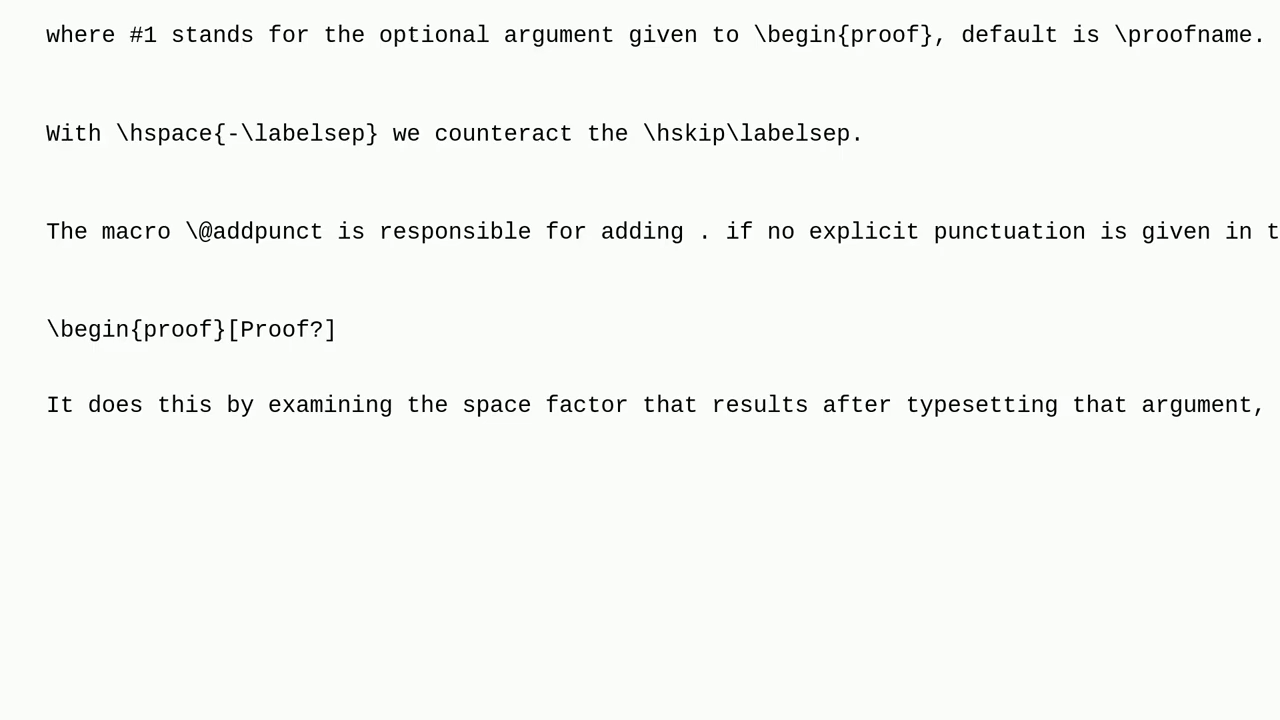 where #1 stands for the optional argument given to \begin{proof}, default is \proofname.
With \hspace{-\labelsep} we counteract the \hskip\labelsep.
The macro \@addpunct is responsible for adding . if no explicit punctuation is given in
\begin{proof}[Proof?]
It does this by examining the space factor that results after typesetting that argument,